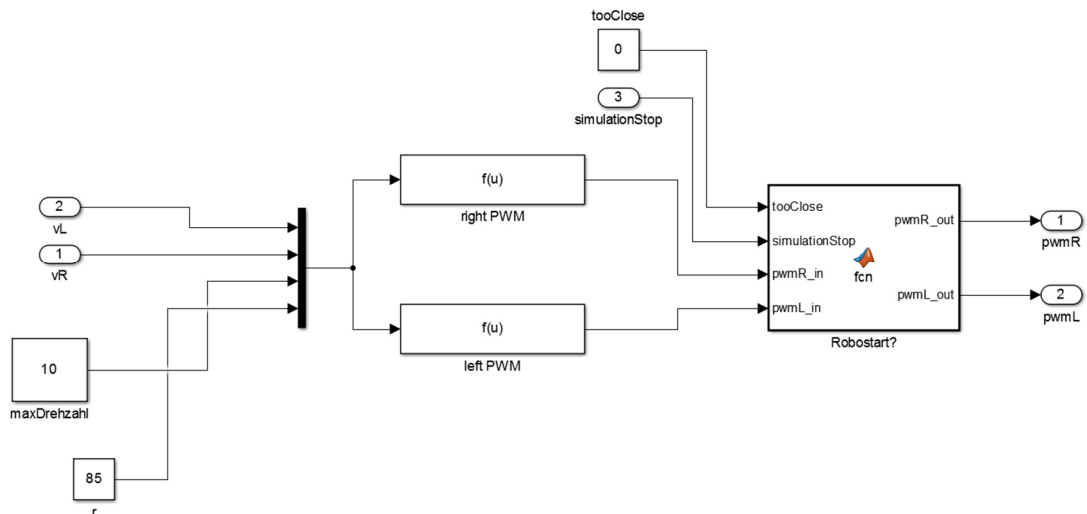 tooClose
0
3
simulationStop
f(u)
right PWM
2
vL
1
vR
10
maxDrehzahl
85
r
f(u)
left PWM
tooClose
simulationStop
pwmR_in
pwmL_in
fcn
pwmR_out
pwmL_out
Robostart?
1
pwmR
2
pwmL